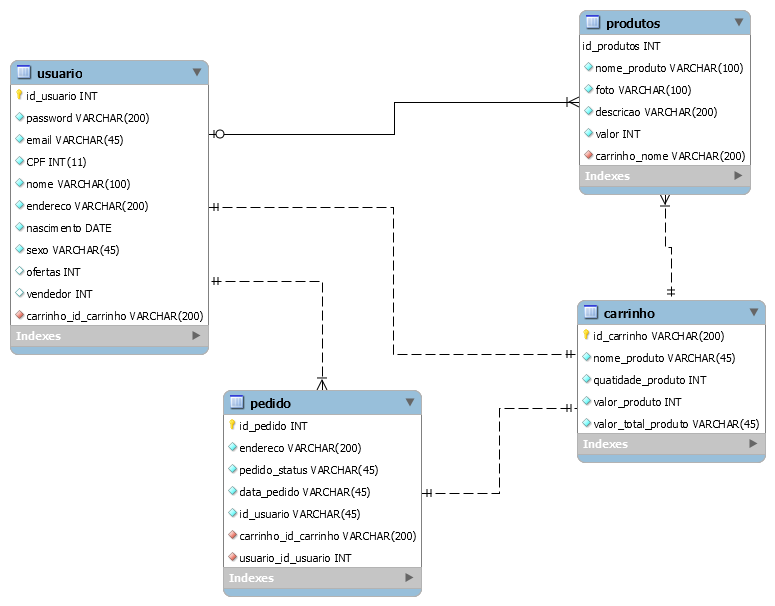 usuario
id_usuario INT
password VARCHAR(200)
email VARCHAR(45)
CPF INT(11)
nome VARCHAR(100)
endereco VARCHAR(200)
nascimento DATE
sexo VARCHAR(45)
ofertas INT
vendedor INT
carrinho_id_carrinho VARCHAR(200)
Indexes
produtos
id_produtos INT
nome_produto VARCHAR(100)
foto VARCHAR(100)
descricao VARCHAR(200)
valor INT
carrinho_nome VARCHAR(200)
Indexes
pedido
id_pedido INT
endereco VARCHAR(200)
pedido_status VARCHAR(45)
data_pedido VARCHAR(45)
id_usuario VARCHAR(45)
carrinho_id_carrinho VARCHAR(200)
usuario_id_usuario INT
Indexes
carrinho
id_carrinho VARCHAR(200)
nome_produto VARCHAR(45)
quatidade_produto INT
valor_produto INT
valor_total_produto VARCHAR(45)
Indexes